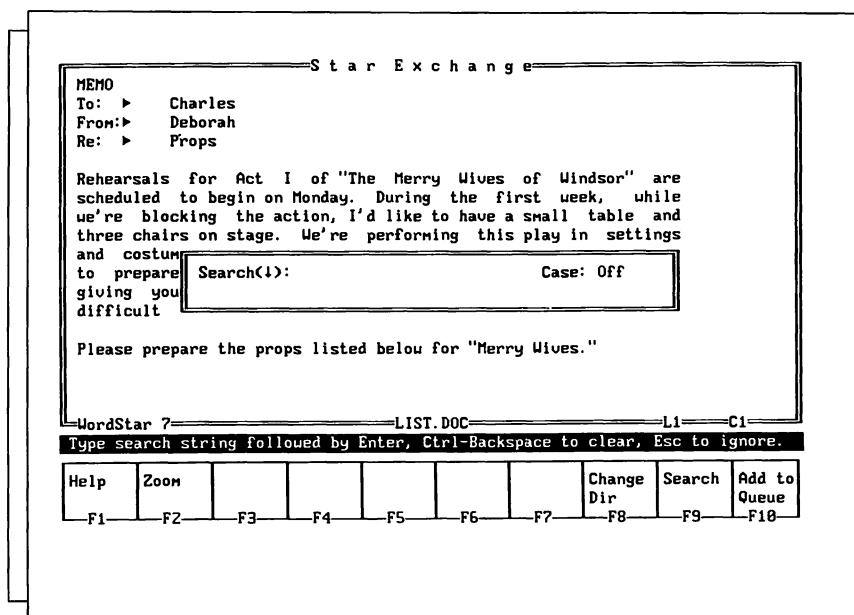 Star Exchange
MEMO
To: ► Charles
From:► Deborah
Re: ► Props
Rehearsals for Act I of "The Merry Wives of Windsor" are
scheduled to begin on Monday. During the first week, while
we're blocking the action, I'd like to have a small table and
three chairs on stage. We're performing this play in settings
and costum
to prepare
giving you
difficult
Search(↓): Case: Off
Please prepare the props listed below for "Merry Wives."
WordStar 7 LIST.DOC L1 C1
Type search string followed by Enter, Ctrl-Backspace to clear, Esc to ignore.
Help Zoom Change Dir Search Add to Queue
F1 F2 F3 F4 F5 F6 F7 F8 F9 F10